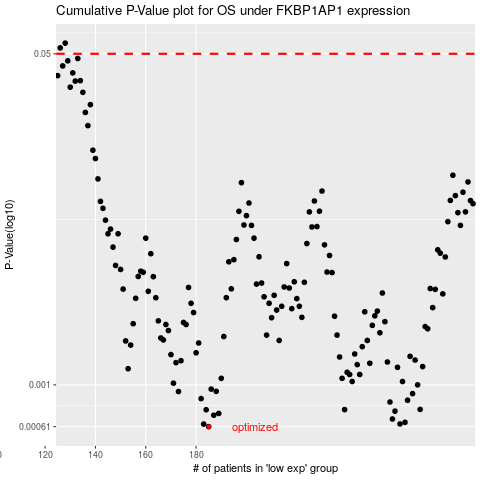 Cumulative P-Value plot for OS under FKBP1AP1 expression
P-Value(log10)
0.05
0.001
0.00061
optimized
0
120
140
160
180
# of patients in 'low exp' group